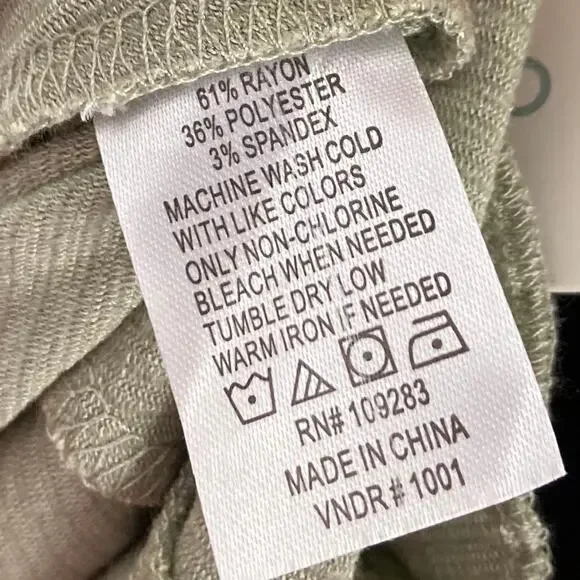 61% RAYON
36% POLYESTER
3% SPANDEX
MACHINE WASH COLD
WITH LIKE COLORS
ONLY NON-CHLORINE
BLEACH WHEN NEEDED
TUMBLE DRY LOW
WARM IRON IF NEEDED
RN# 109283
MADE IN CHINA
VNDR # 1001